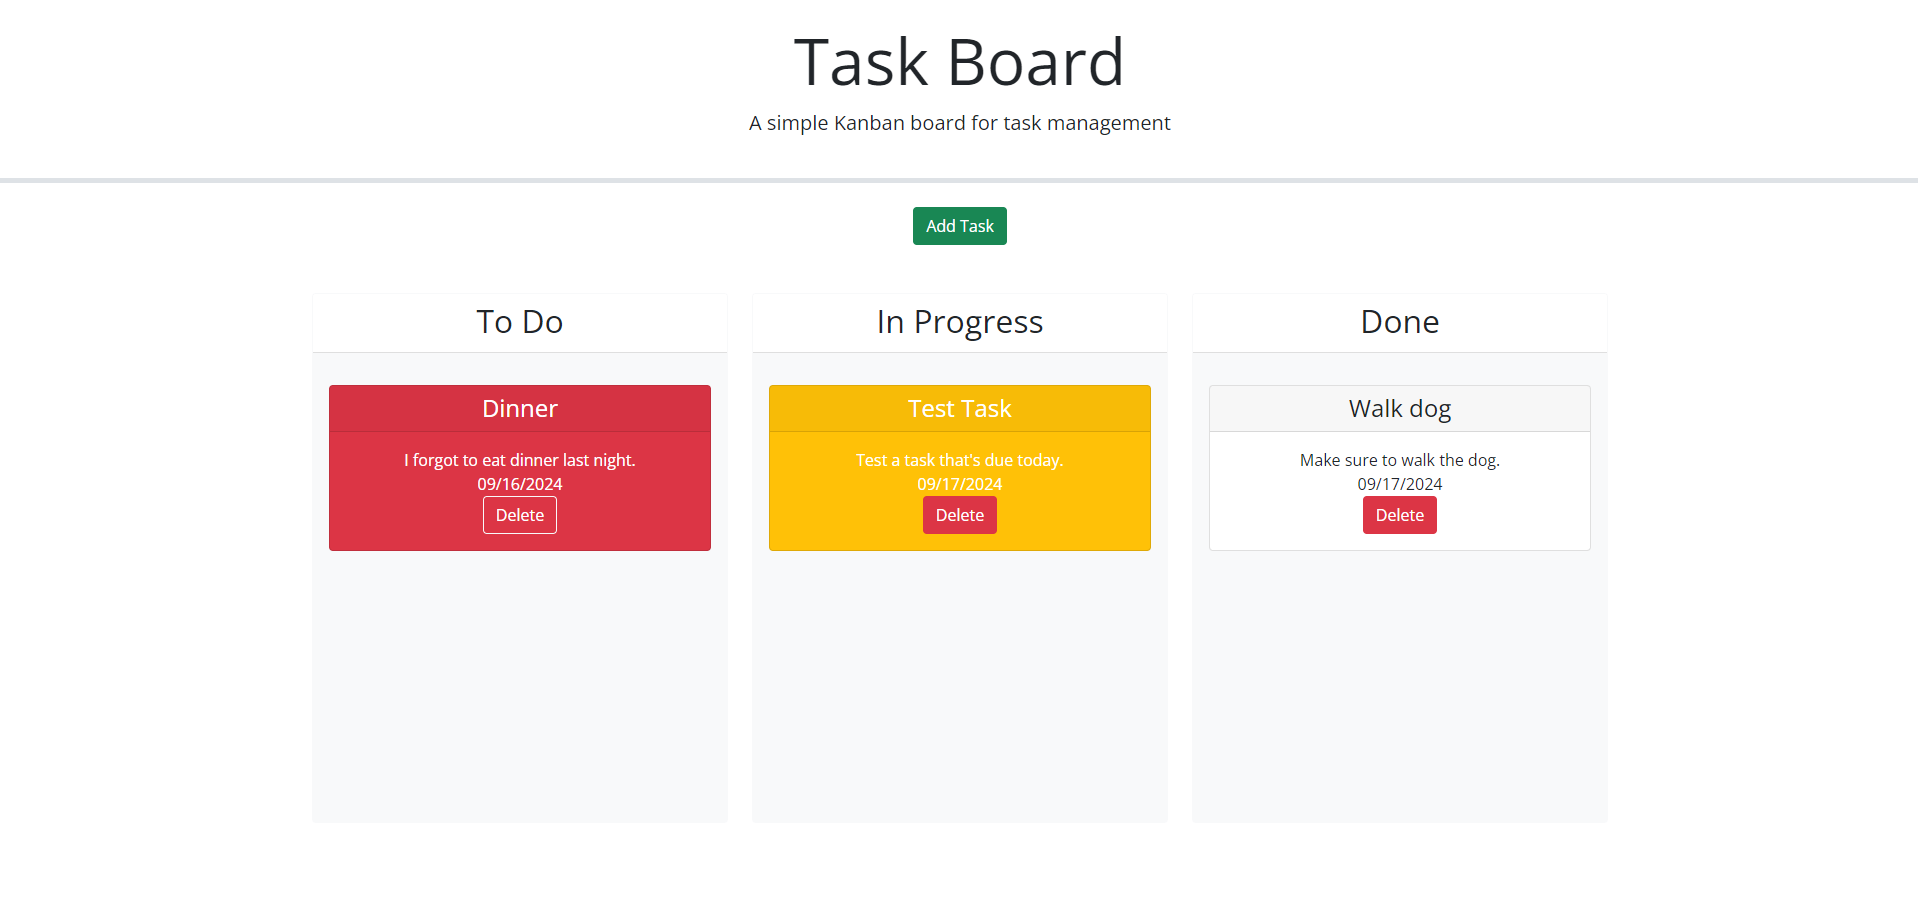 Task Board
A simple Kanban board for task management
Add Task
To Do
Dinner
I forgot to eat dinner last night.
09/16/2024
Delete
In Progress
Test Task
Test a task that's due today.
09/17/2024
Delete
Done
Walk dog
Make sure to walk the dog.
09/17/2024
Delete